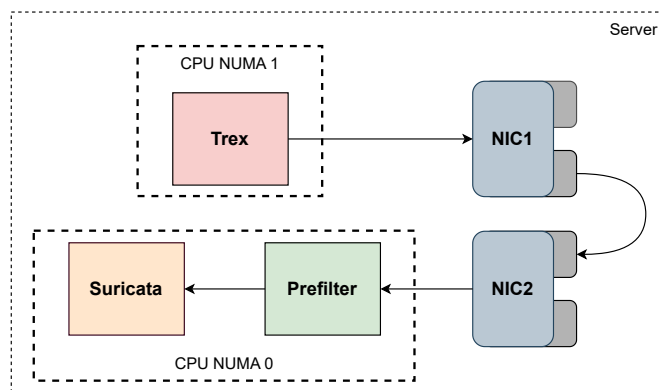 Server
CPU NUMA 1
Trex
NIC1
Suricata
Prefilter
NIC2
CPU NUMA 0